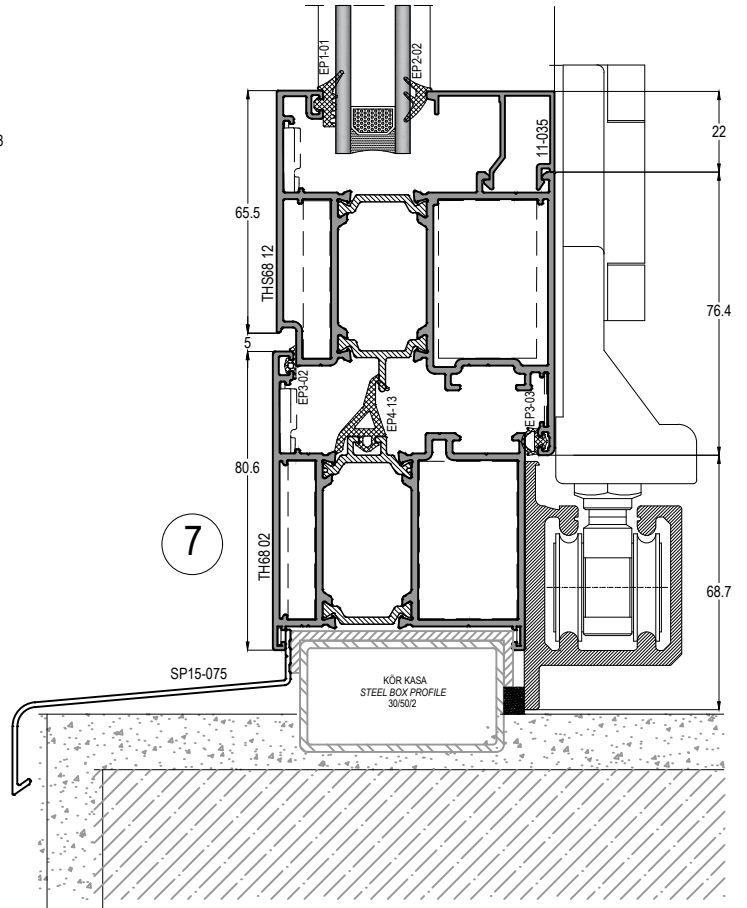 EP1-01
EP2-02
3
22
11-035
65.5
THS68 12
76.4
5
EP3-02
EP4-13
EP3-03
80.6
TH68 02
7
68.7
SP15-075
KÖR KASA
STEEL BOX PROFILE
30/50/2